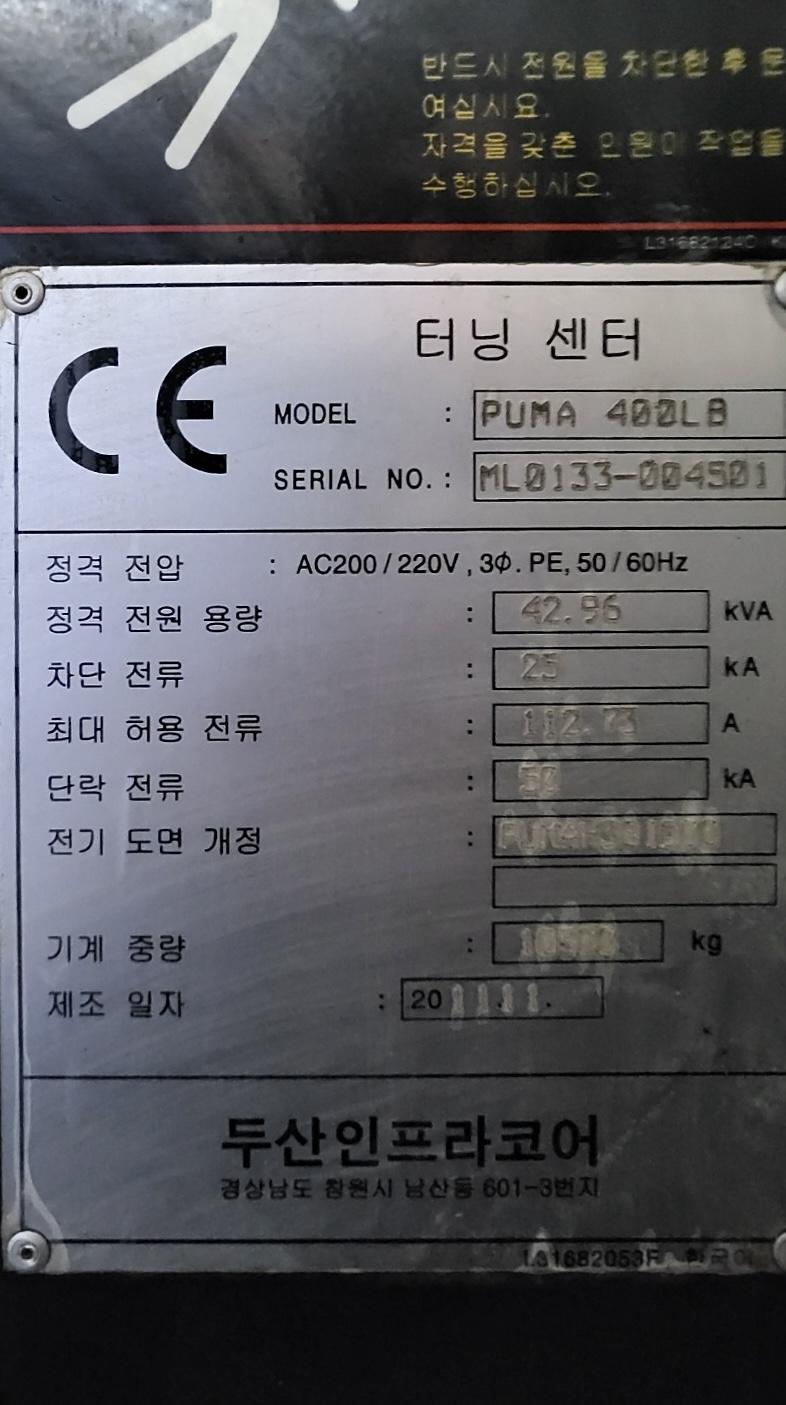 반드시 전원을 차단한 후 문
여십시요.
자격을 갖춘 인원이 작업을
수행하십시오.
L31682124C
CE
터닝 센터
MODEL : PUMA 400LB
SERIAL NO. : ML0133-004501
정격 전압 : AC200/220V, 3Φ. PE, 50/60Hz
정격 전원 용량 : 42.96 kVA
차단 전류 : 25 kA
최대 허용 전류 : 112.73 A
단락 전류 : 50 kA
전기 도면 개정 :
기계 중량 : kg
제조 일자 : 2011.11.
두산인프라코어
경상남도 창원시 남산동 601-3번지
L31682053F 한국어